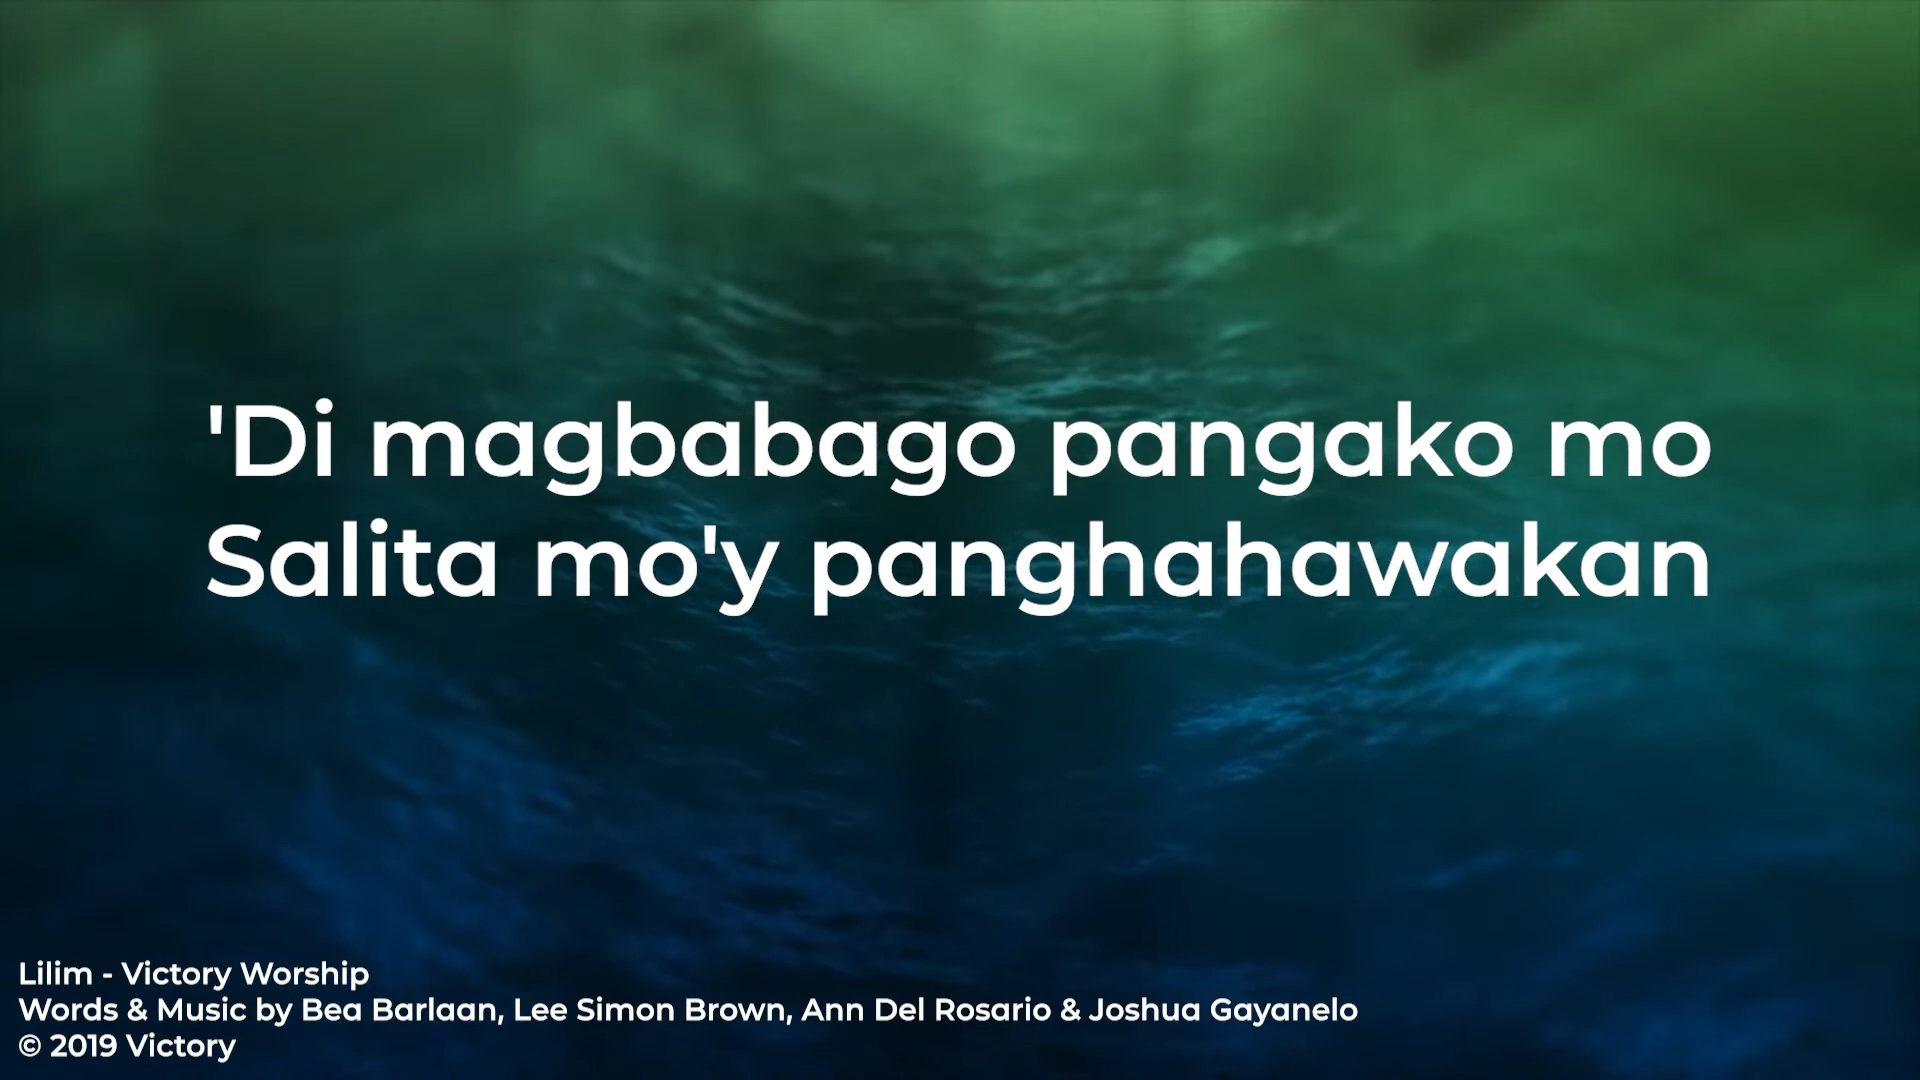 'Di magbabago pangako mo
Salita mo'y panghahawakan
Lilim - Victory Worship
Words & Music by Bea Barlaan, Lee Simon Brown, Ann Del Rosario & Joshua Gayanelo
© 2019 Victory